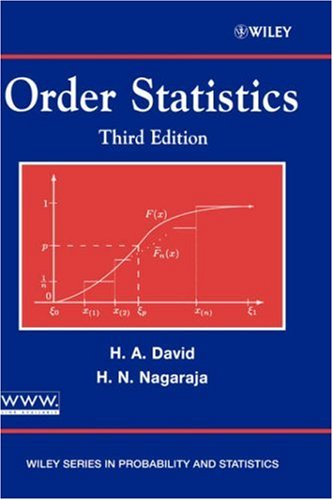 WILEY
Order Statistics
Third Edition
1
F(x)
p
F̃ₙ(x)
1/n
0
ξ₀ x₍₁₎ x₍₂₎ ξₚ x₍ₙ₎ ξ₁
H. A. David
H. N. Nagaraja
WWW.
WILEY SERIES IN PROBABILITY AND STATISTICS